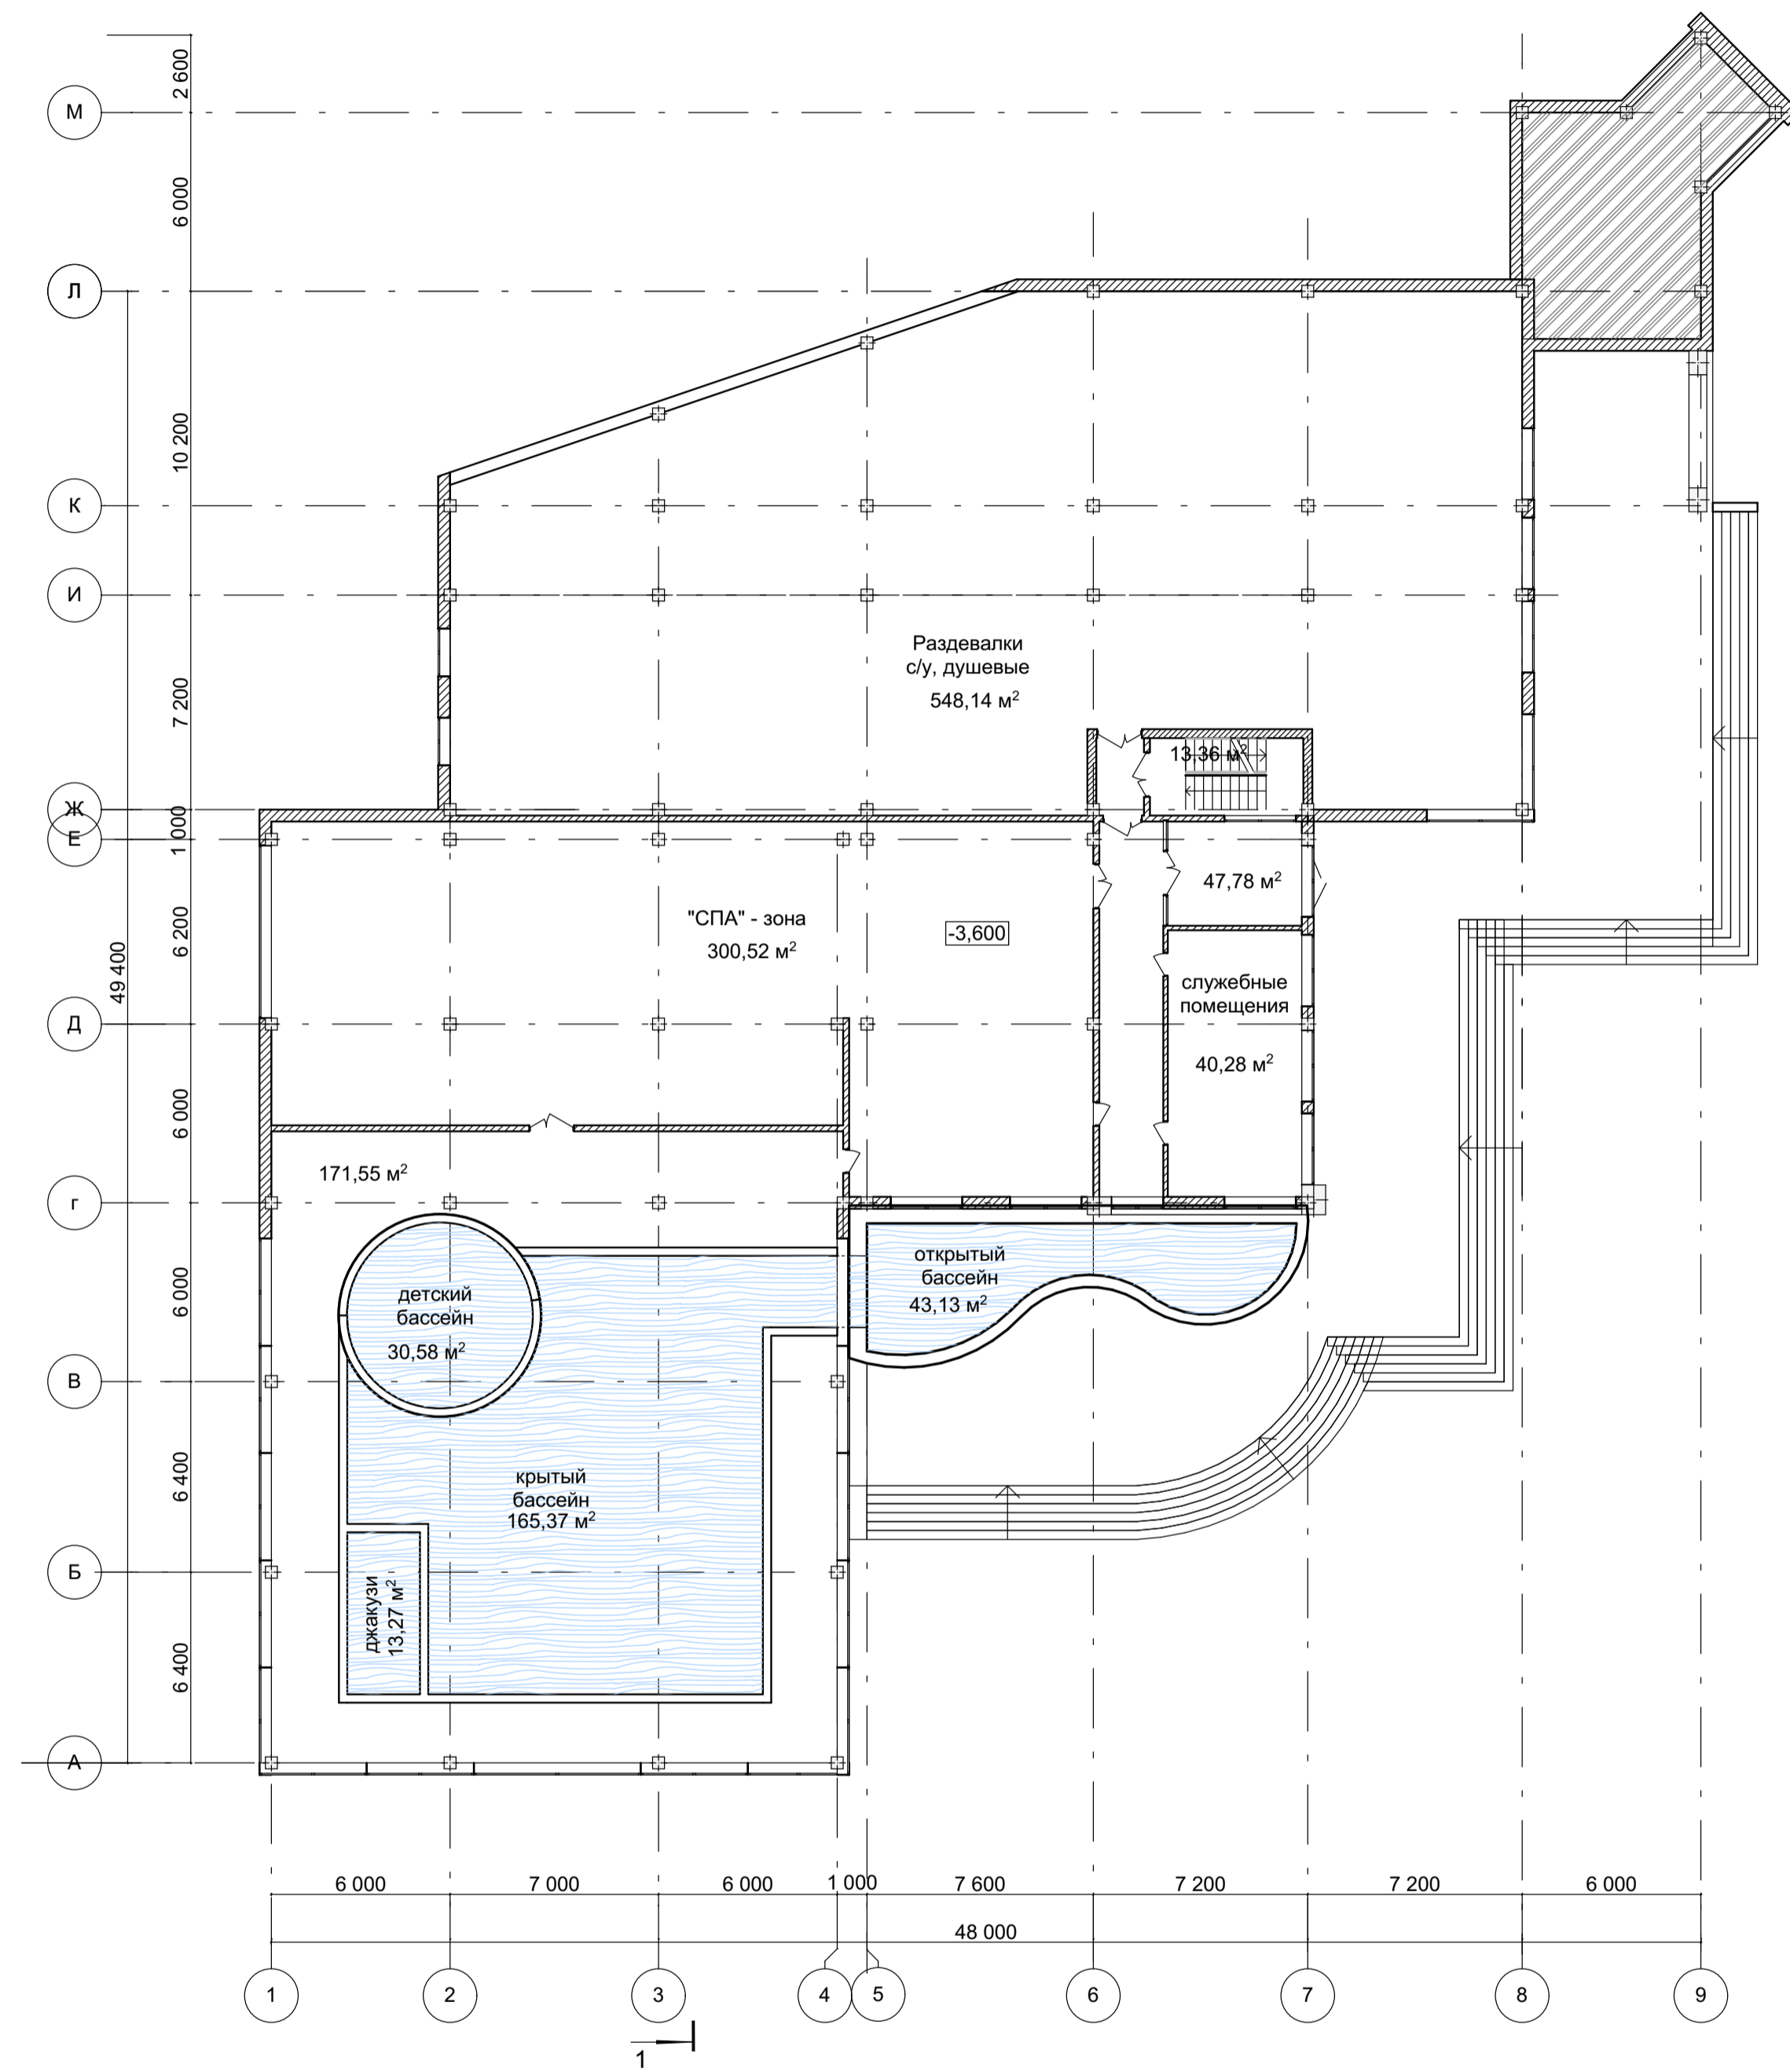 2 600
М
6 000
Л
10 200
К
И
Раздевалки
с/у, душевые
548,14 м²
7 200
13,36 м²
Ж
1 000
Е
47,78 м²
"СПА" - зона
300,52 м²
-3,600
6 200
49 400
служебные
помещения
40,28 м²
Д
6 000
171,55 м²
г
открытый
бассейн
43,13 м²
6 000
детский
бассейн
30,58 м²
В
6 400
крытый
бассейн
165,37 м²
Б
джакузи
13,27 м²
6 400
А
6 000 7 000 6 000 1 000 7 600 7 200 7 200 6 000
48 000
1 2 3 4 5 6 7 8 9
1